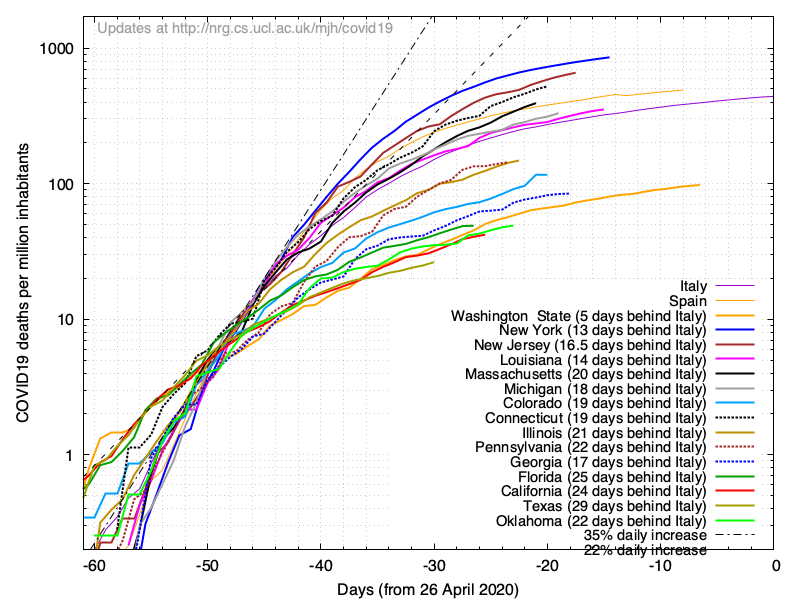 Updates at http://nrg.cs.ucl.ac.uk/mjh/covid19
COVID19 deaths per million inhabitants
1000
100
10
1
Italy
Spain
Washington  State (5 days behind Italy)
New York (13 days behind Italy)
New Jersey (16.5 days behind Italy)
Louisiana (14 days behind Italy)
Massachusetts (20 days behind Italy)
Michigan (18 days behind Italy)
Colorado (19 days behind Italy)
Connecticut (19 days behind Italy)
Illinois (21 days behind Italy)
Pennsylvania (22 days behind Italy)
Georgia (17 days behind Italy)
Florida (25 days behind Italy)
California (24 days behind Italy)
Texas (29 days behind Italy)
Oklahoma (22 days behind Italy)
35% daily increase
22% daily increase
-60 -50 -40 -30 -20 -10 0
Days (from 26 April 2020)